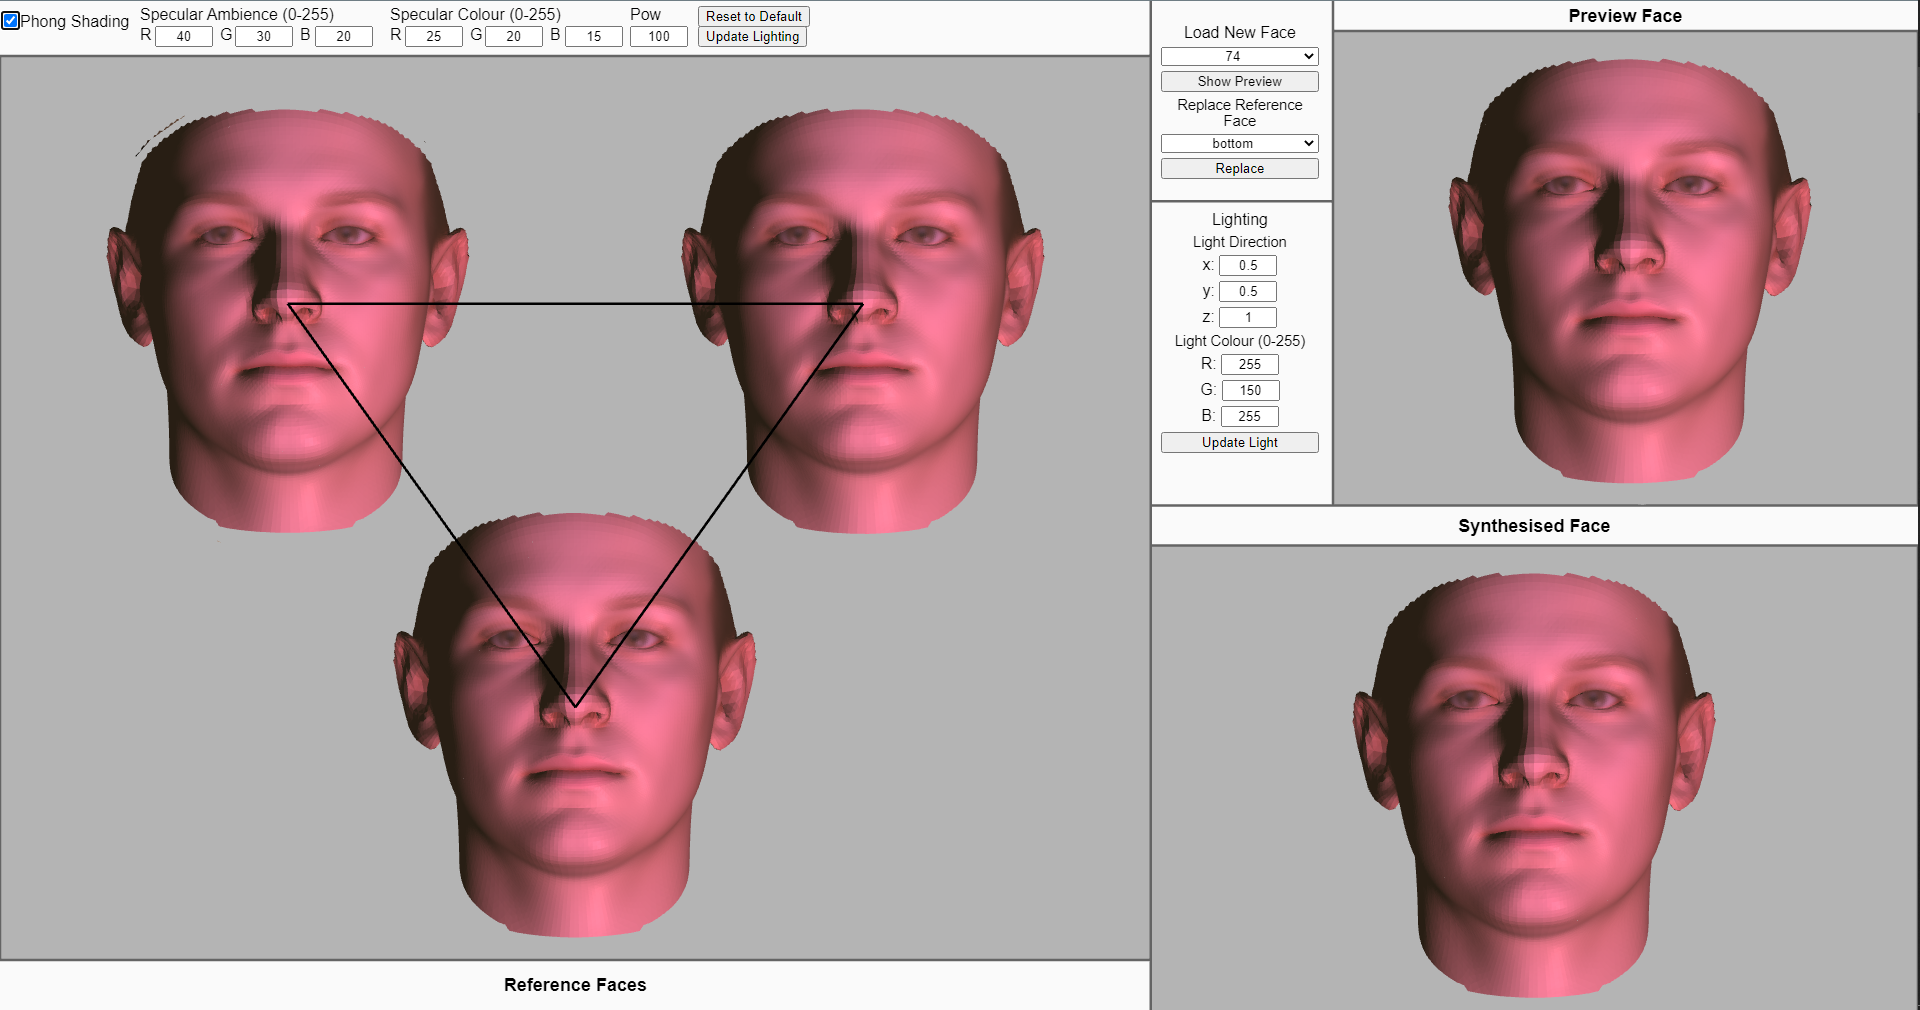 Phong Shading
Specular Ambience (0-255)
R 40 G 30 B 20
Specular Colour (0-255)
R 25 G 20 B 15
Pow
100
Reset to Default
Update Lighting
Load New Face
74
Show Preview
Replace Reference
Face
bottom
Replace
Lighting
Light Direction
x: 0.5
y: 0.5
z: 1
Light Colour (0-255)
R: 255
G: 150
B: 255
Update Light
Preview Face
Synthesised Face
Reference Faces